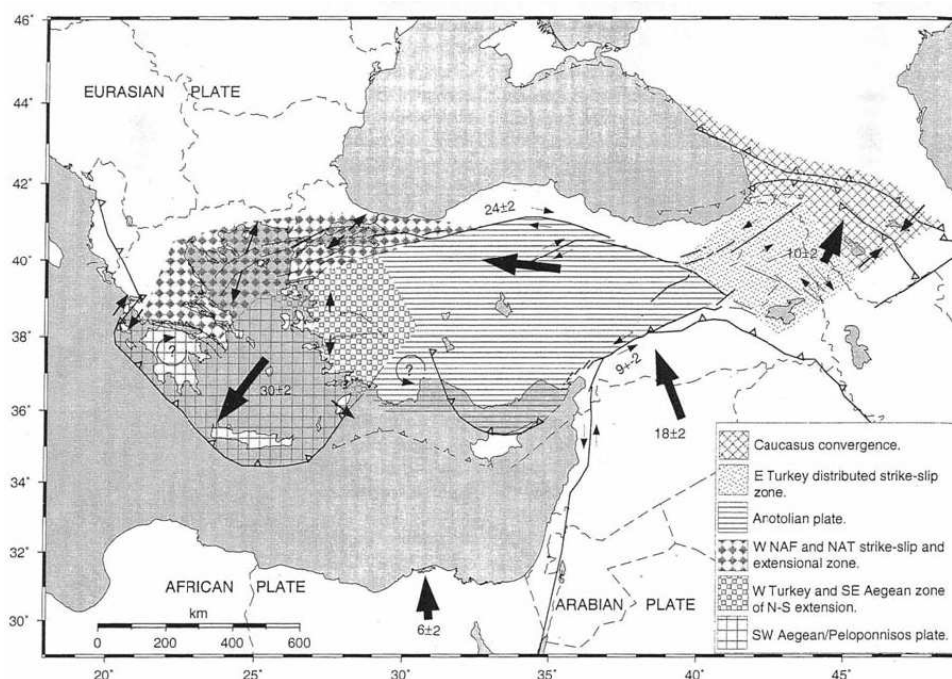 46°
44°
42°
40°
38°
36°
34°
32°
30°
20° 25° 30° 35° 40° 45°
EURASIAN PLATE
24±2
10±2
?
?
30±2
9+-2
18±2
Caucasus convergence.
E Turkey distributed strike-slip
zone.
Anotolian plate.
W NAF and NAT strike-slip and
extensional zone.
W Turkey and SE Aegean zone
of N-S extension.
SW Aegean/Peloponnisos plate.
AFRICAN PLATE
ARABIAN PLATE
6±2
km
0 200 400 600